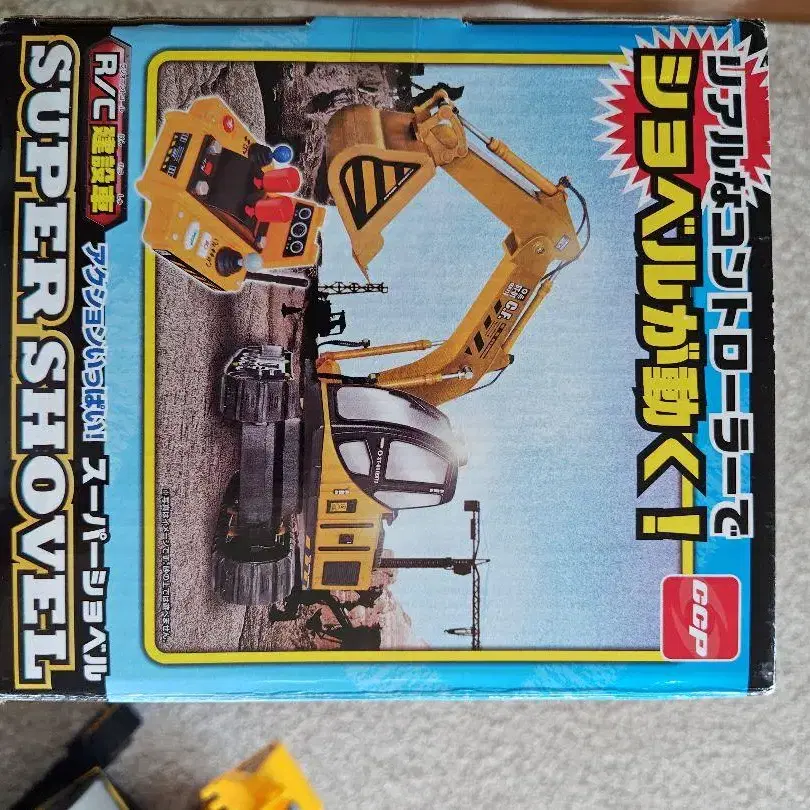 リアルなコントローラーで
ショベルが動く!
CCP
R/C 建設車
アクションいっぱい! スーパーショベル
SUPER SHOVEL